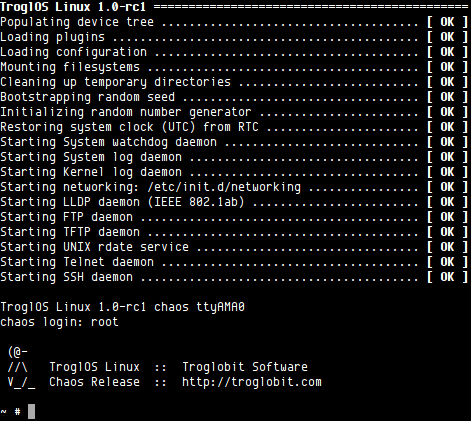 TroglOS Linux 1.0-rc1 ================================================
Populating device tree ................................. [ OK ]
Loading plugins ........................................ [ OK ]
Loading configuration .................................. [ OK ]
Mounting filesystems ................................... [ OK ]
Cleaning up temporary directories ...................... [ OK ]
Bootstrapping random seed .............................. [ OK ]
Initializing random number generator ................... [ OK ]
Restoring system clock (UTC) from RTC .................. [ OK ]
Starting System watchdog daemon ........................ [ OK ]
Starting System log daemon ............................. [ OK ]
Starting Kernel log daemon ............................. [ OK ]
Starting networking: /etc/init.d/networking ............ [ OK ]
Starting LLDP daemon (IEEE 802.1ab) .................... [ OK ]
Starting FTP daemon .................................... [ OK ]
Starting TFTP daemon ................................... [ OK ]
Starting UNIX rdate service ............................ [ OK ]
Starting Telnet daemon ................................. [ OK ]
Starting SSH daemon .................................... [ OK ]

TroglOS Linux 1.0-rc1 chaos ttyAMA0
chaos login: root

 (@-
 //\   TroglOS Linux  ::  Troglobit Software
 V_/_  Chaos Release  ::  http://troglobit.com

~ #